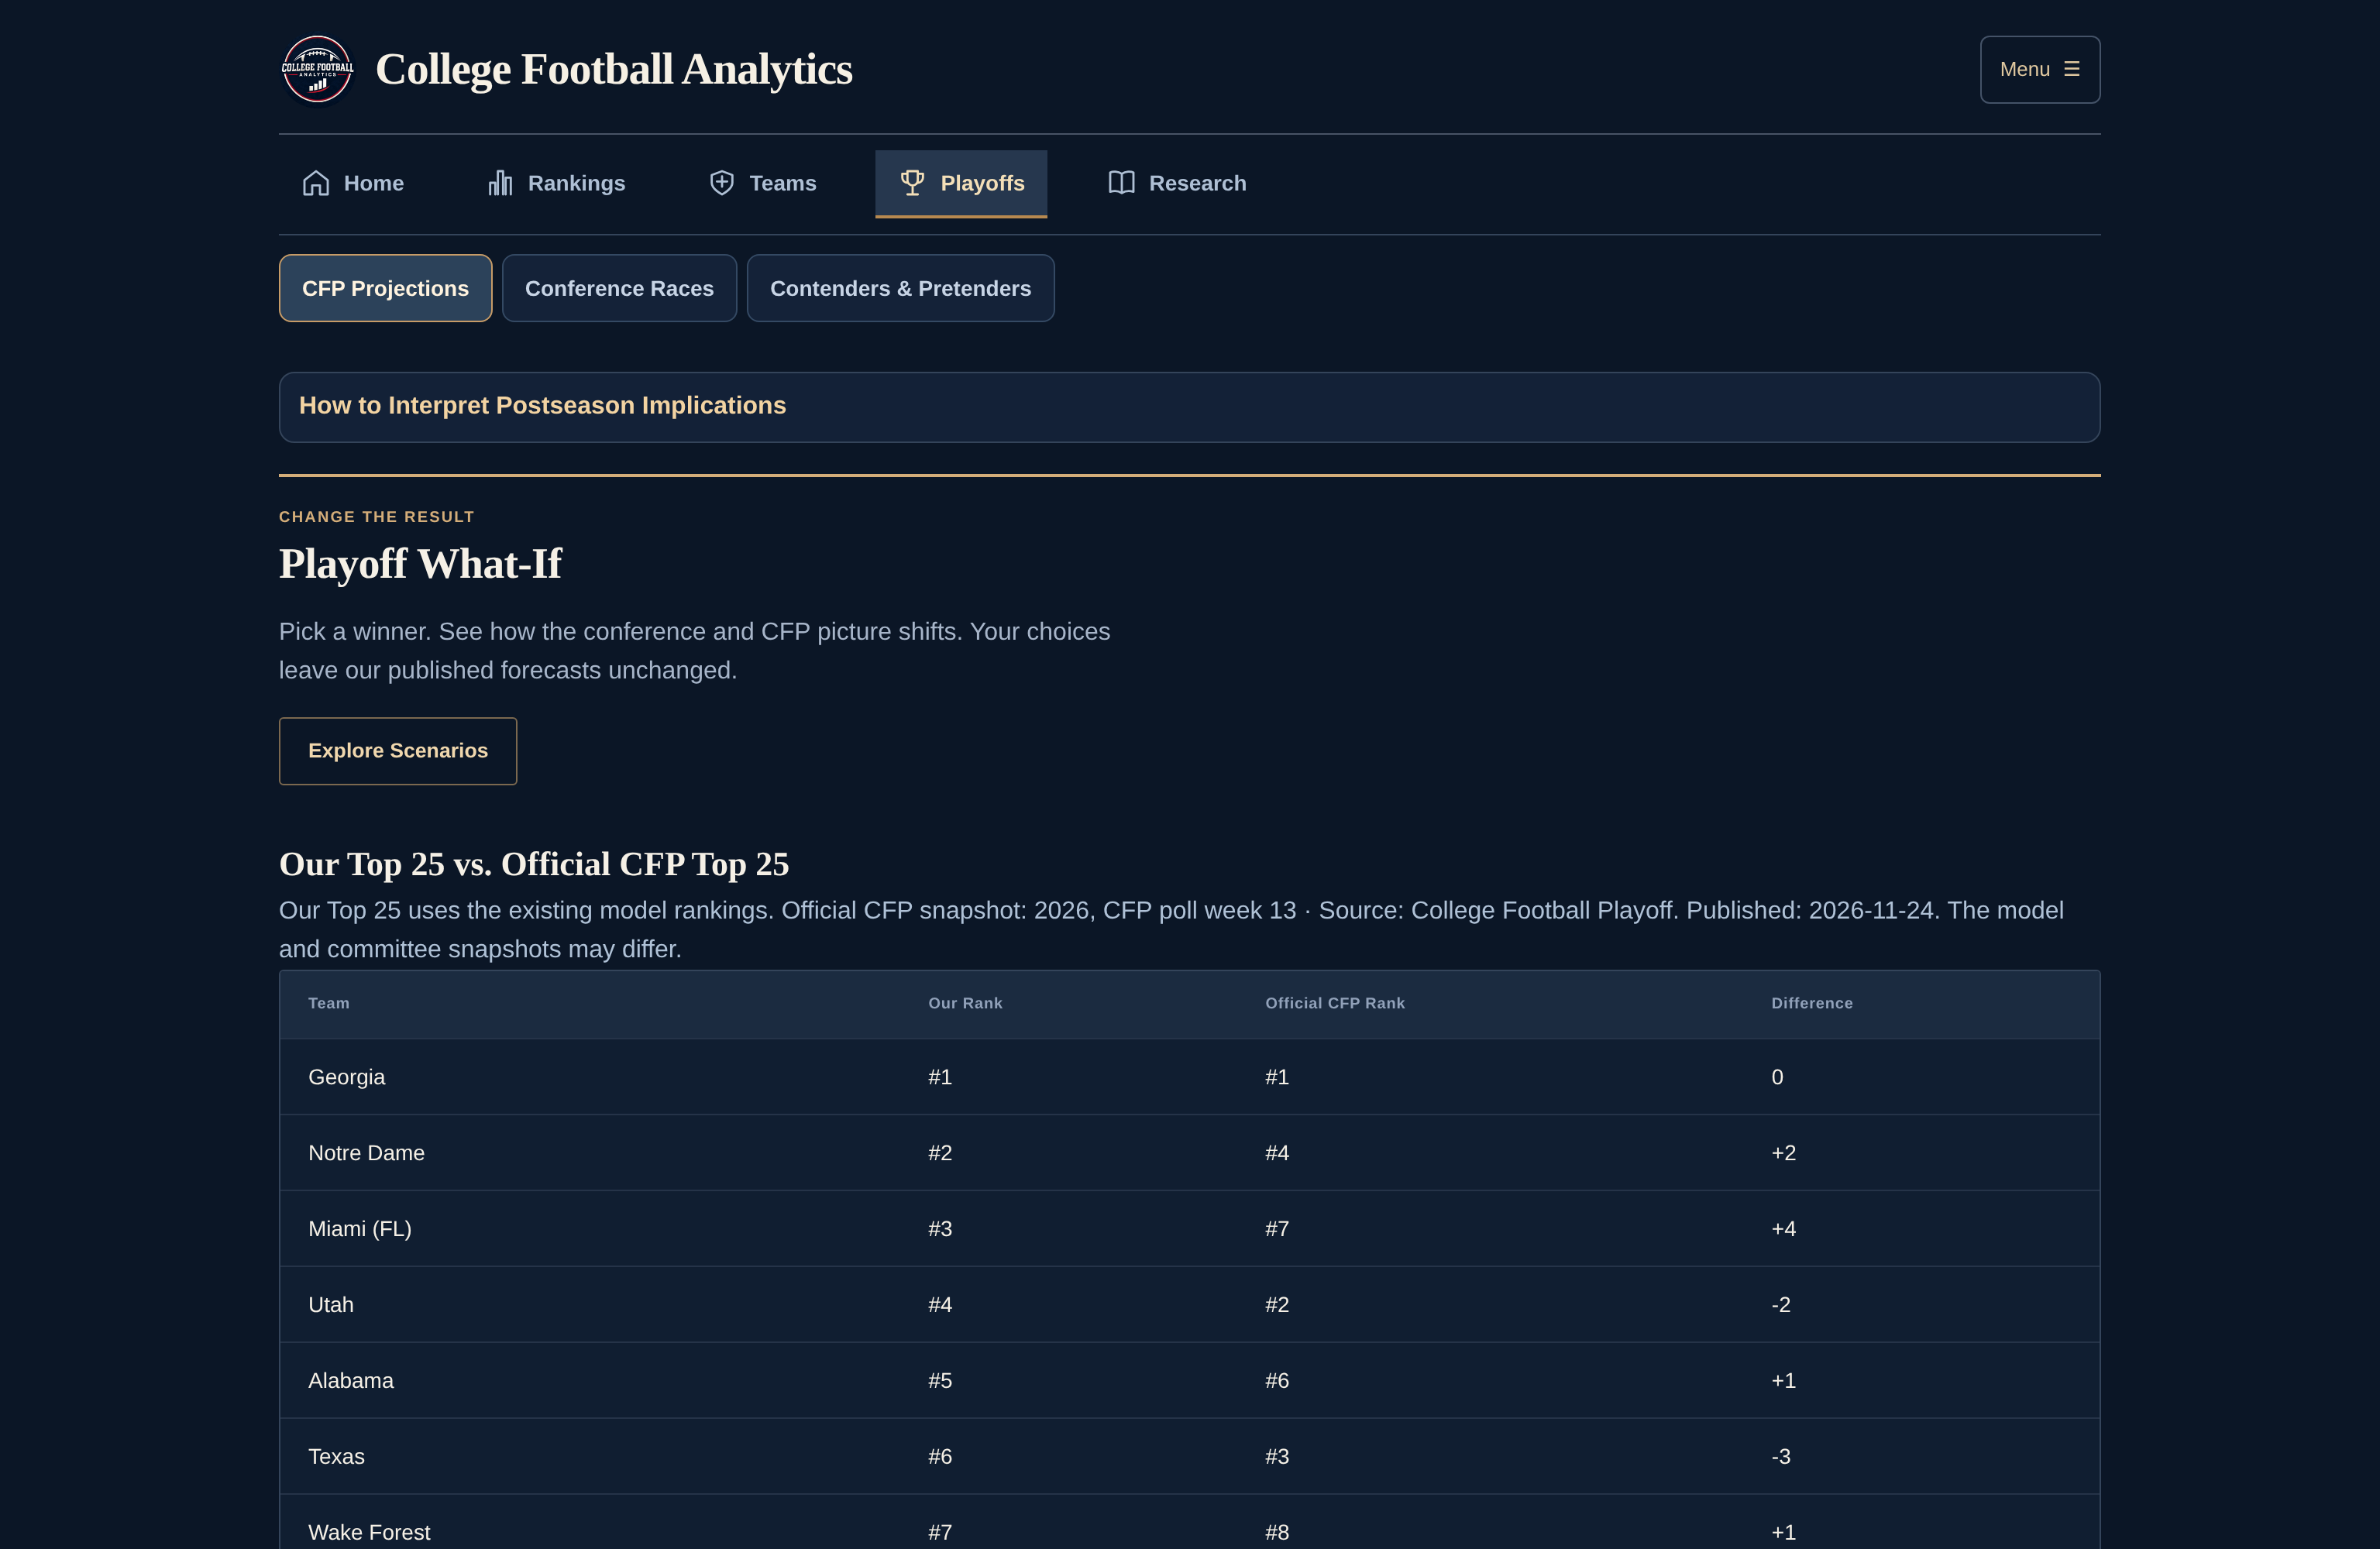 COLLEGE FOOTBALL
ANALYTICS
College Football Analytics
Menu ☰
Home
Rankings
Teams
Playoffs
Research
CFP Projections
Conference Races
Contenders & Pretenders
How to Interpret Postseason Implications
CHANGE THE RESULT
Playoff What-If
Pick a winner. See how the conference and CFP picture shifts. Your choices
leave our published forecasts unchanged.
Explore Scenarios
Our Top 25 vs. Official CFP Top 25
Our Top 25 uses the existing model rankings. Official CFP snapshot: 2026, CFP poll week 13 · Source: College Football Playoff. Published: 2026-11-24. The model
and committee snapshots may differ.
Team Our Rank Official CFP Rank Difference
Georgia #1 #1 0
Notre Dame #2 #4 +2
Miami (FL) #3 #7 +4
Utah #4 #2 -2
Alabama #5 #6 +1
Texas #6 #3 -3
Wake Forest #7 #8 +1